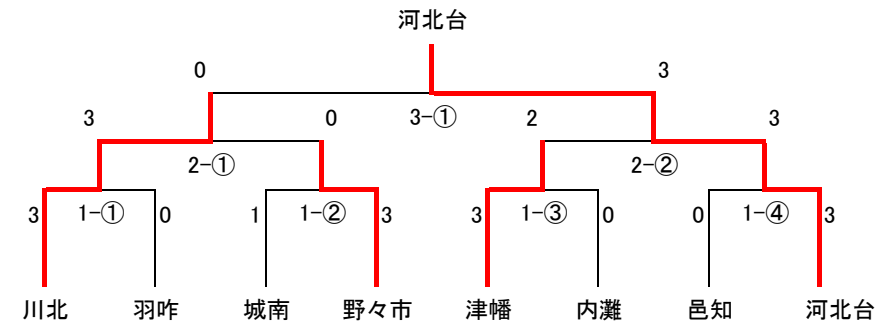 河北台
0 3
3 0 3-① 2 3
2-① 2-②
3 1-① 0 1 1-② 3 3 1-③ 0 0 1-④ 3
川北 羽咋 城南 野々市 津幡 内灘 邑知 河北台